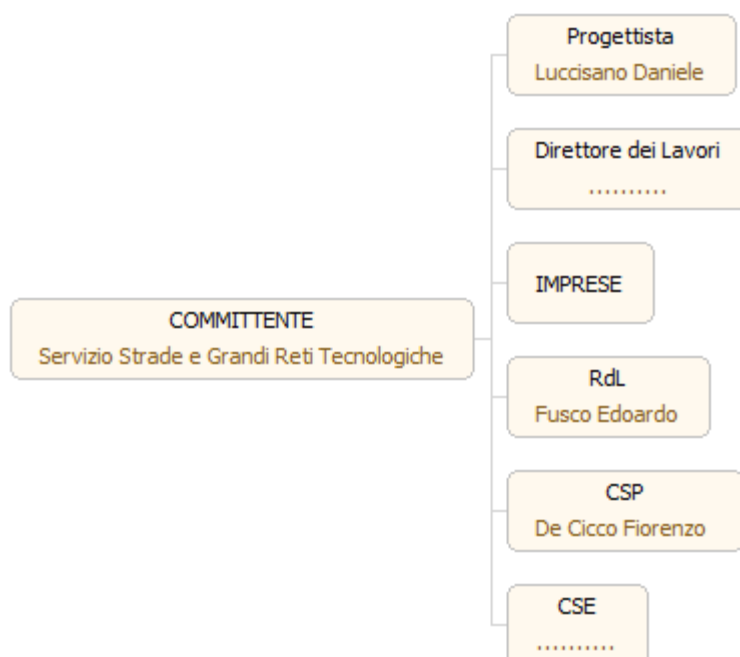 Progettista
Luccisano Daniele
Direttore dei Lavori
..........
IMPRESE
COMMITTENTE
Servizio Strade e Grandi Reti Tecnologiche
RdL
Fusco Edoardo
CSP
De Cicco Fiorenzo
CSE
..........